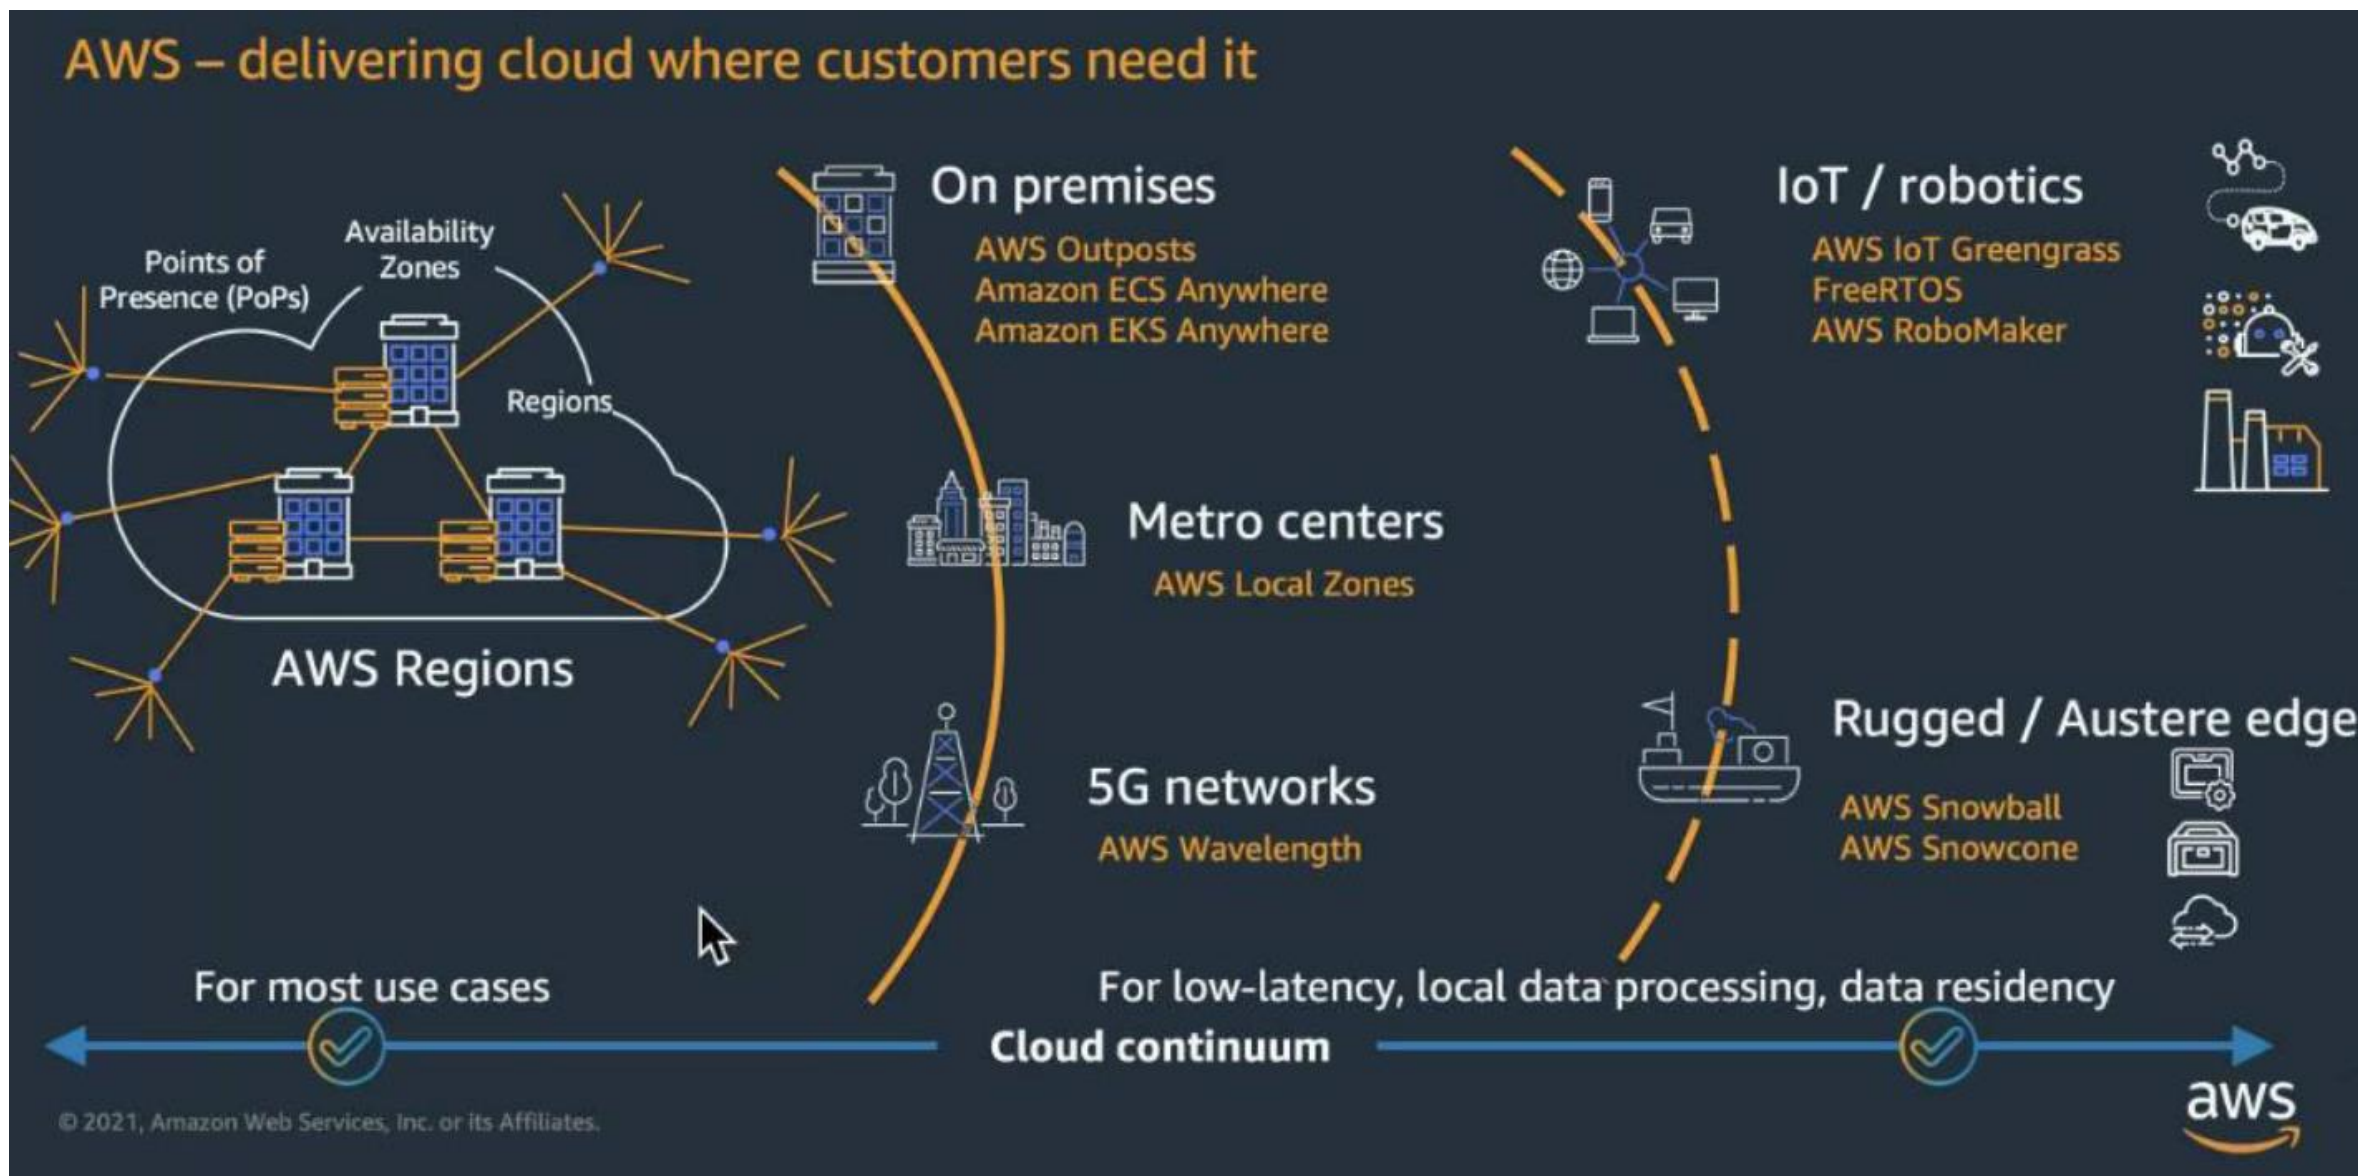 AWS – delivering cloud where customers need it
Points of
Presence (PoPs)
Availability
Zones
Regions
AWS Regions
On premises
AWS Outposts
Amazon ECS Anywhere
Amazon EKS Anywhere
Metro centers
AWS Local Zones
5G networks
AWS Wavelength
IoT / robotics
AWS IoT Greengrass
FreeRTOS
AWS RoboMaker
Rugged / Austere edge
AWS Snowball
AWS Snowcone
For most use cases
For low-latency, local data processing, data residency
Cloud continuum
© 2021, Amazon Web Services, Inc. or its Affiliates.
aws